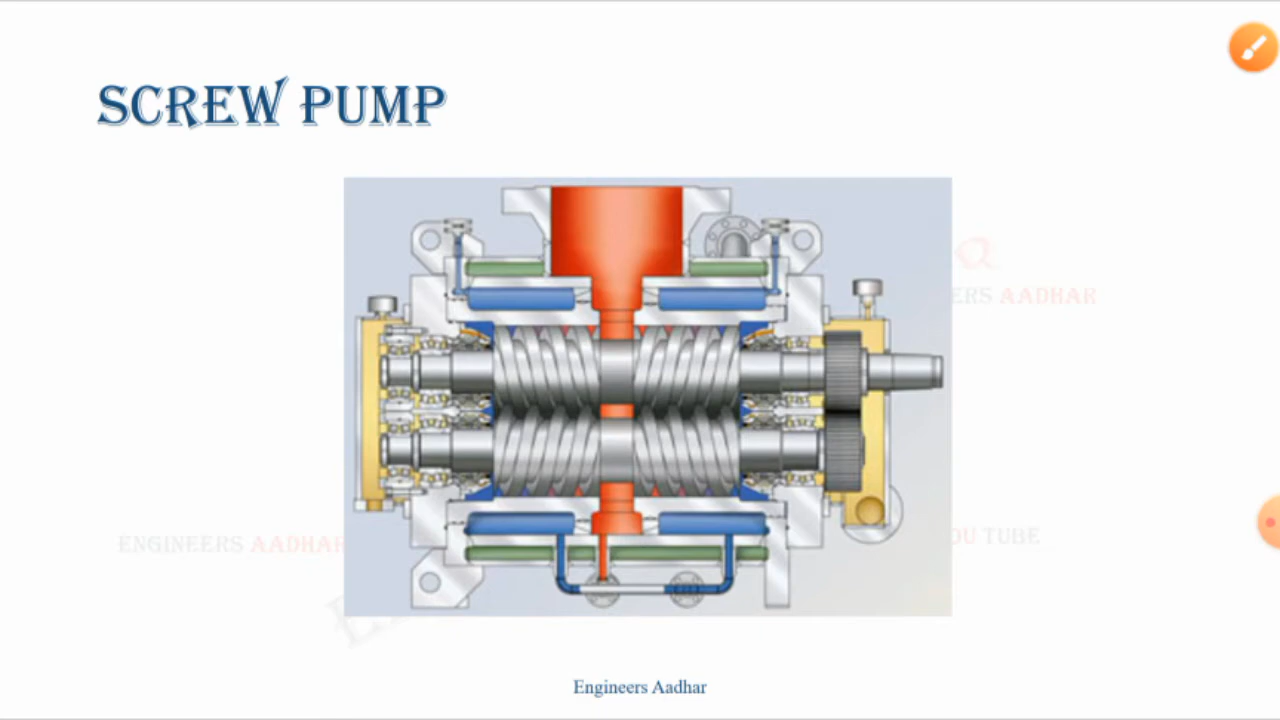 SCREW PUMP
ERS AADHAR
ENGINEERS AADHAR
OU TUBE
Engineers Aadhar